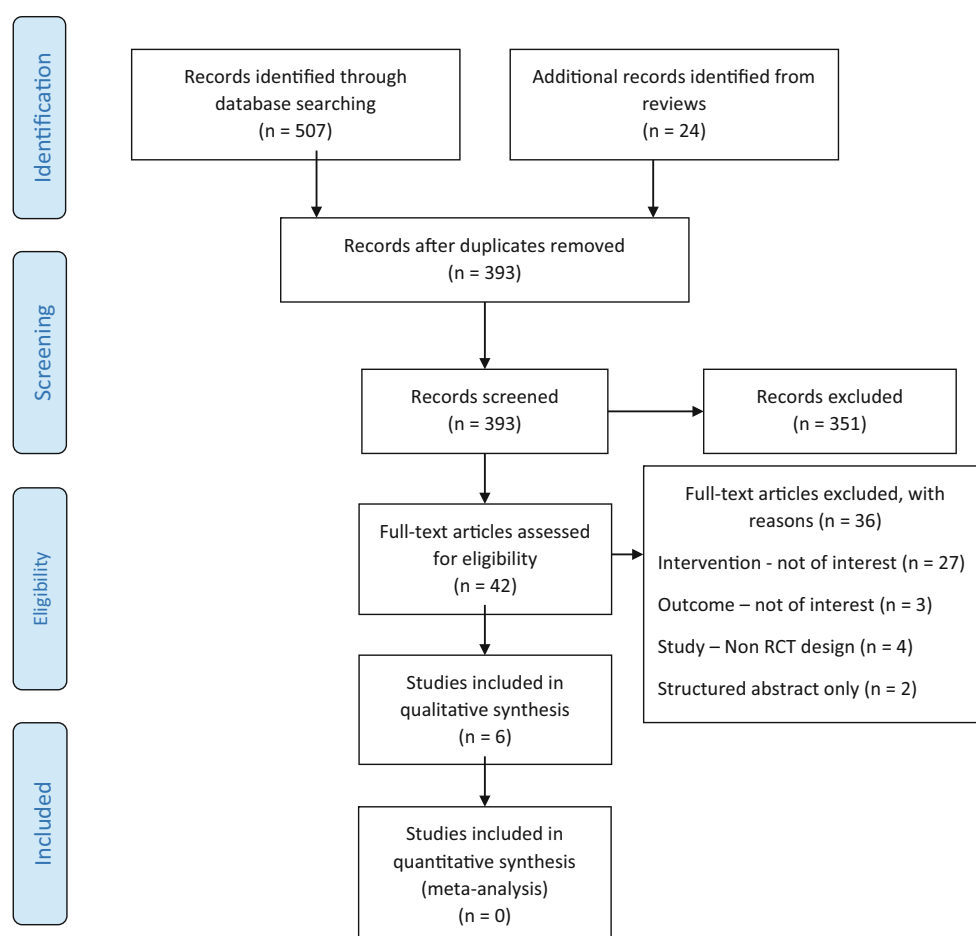 Identification
Records identified through
database searching
(n = 507)
Additional records identified from
reviews
(n = 24)
Records after duplicates removed
(n = 393)
Screening
Records screened
(n = 393)
Records excluded
(n = 351)
Eligibility
Full-text articles assessed
for eligibility
(n = 42)
Full-text articles excluded, with
reasons (n = 36)
Intervention - not of interest (n = 27)
Outcome – not of interest (n = 3)
Study – Non RCT design (n = 4)
Structured abstract only (n = 2)
Studies included in
qualitative synthesis
(n = 6)
Included
Studies included in
quantitative synthesis
(meta-analysis)
(n = 0)